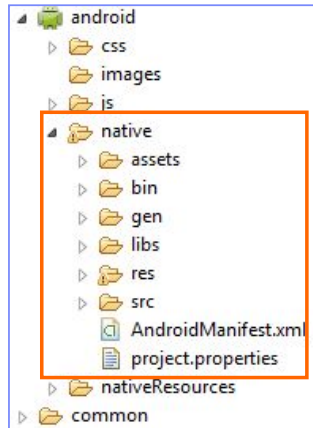 android
css
images
js
native
assets
bin
gen
libs
res
src
AndroidManifest.xml
project.properties
nativeResources
common